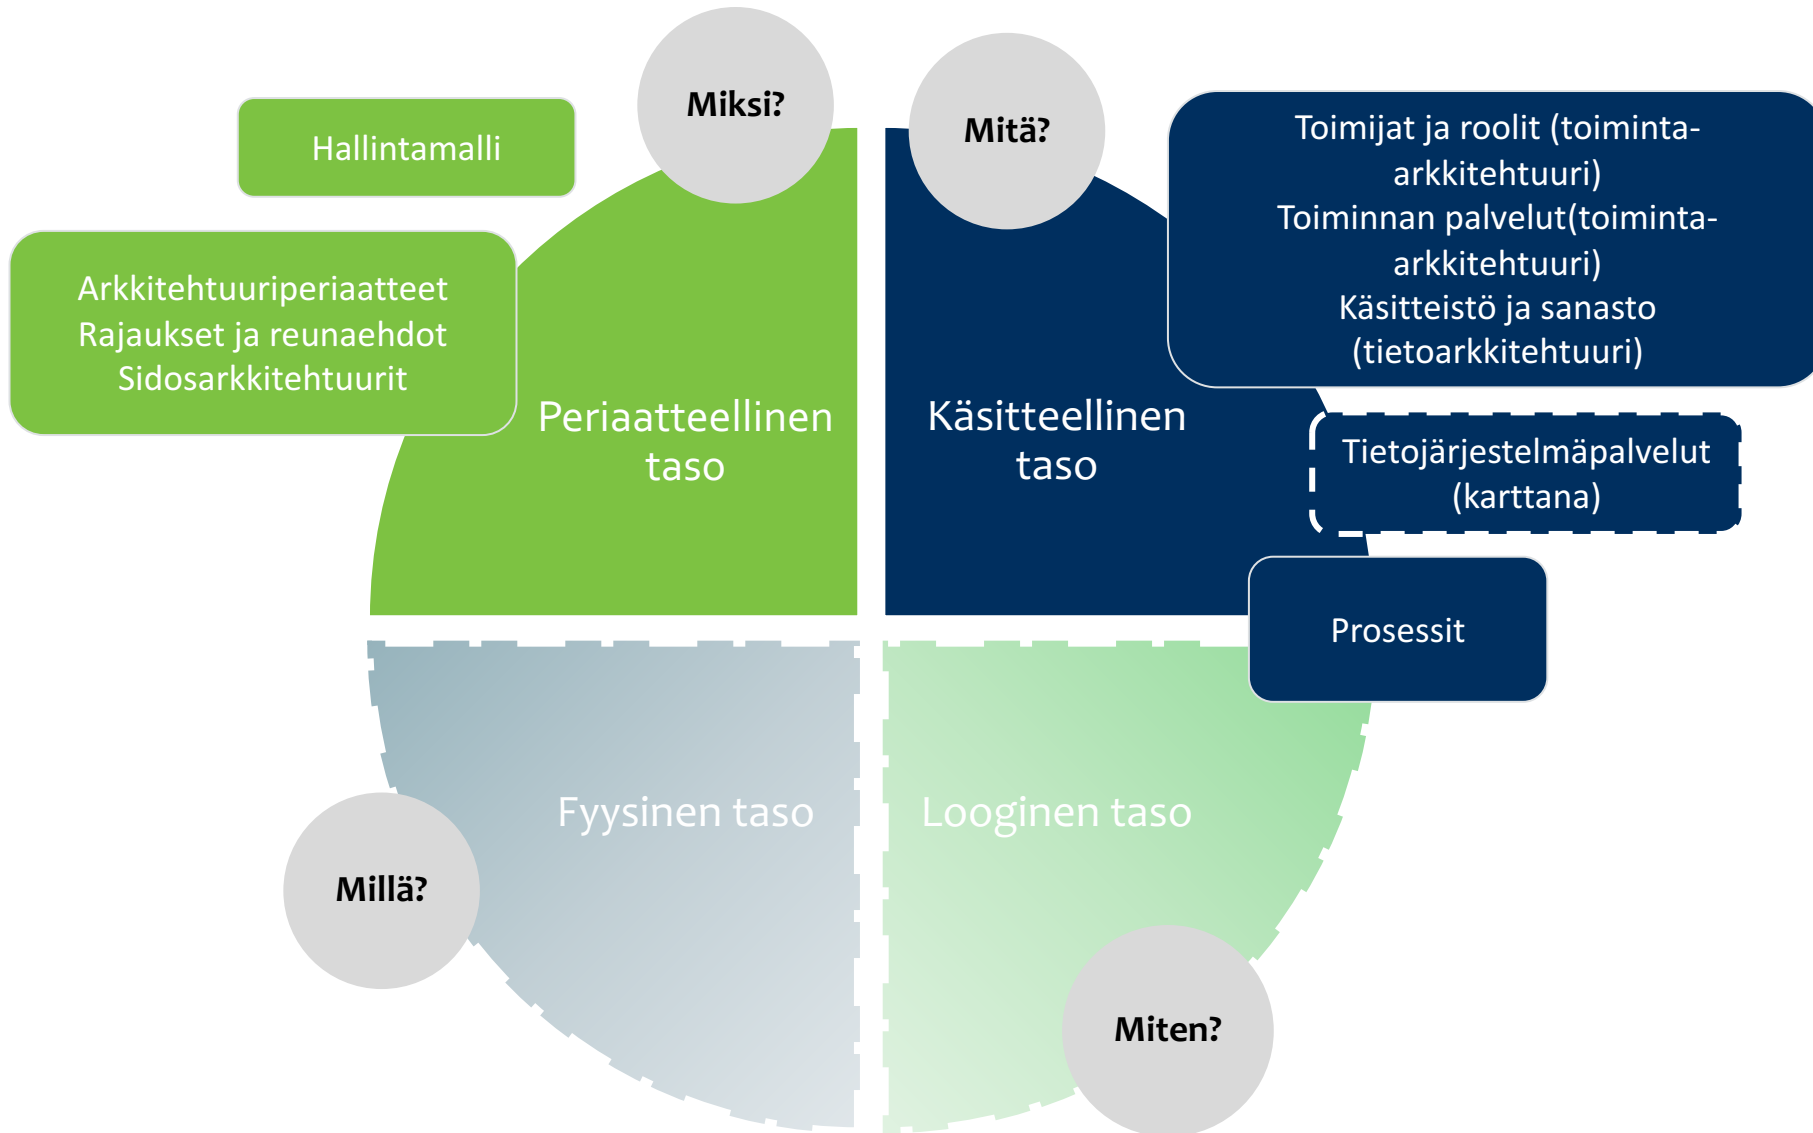 Miksi?
Hallintamalli
Arkkitehtuuriperiaatteet
Rajaukset ja reunaehdot
Sidosarkkitehtuurit
Periaatteellinen
taso
Mitä?
Toimijat ja roolit (toiminta-
arkkitehtuuri)
Toiminnan palvelut(toiminta-
arkkitehtuuri)
Käsitteistö ja sanasto
(tietoarkkitehtuuri)
Käsitteellinen
taso
Tietojärjestelmäpalvelut
(karttana)
Prosessit
Fyysinen taso
Millä?
Looginen taso
Miten?